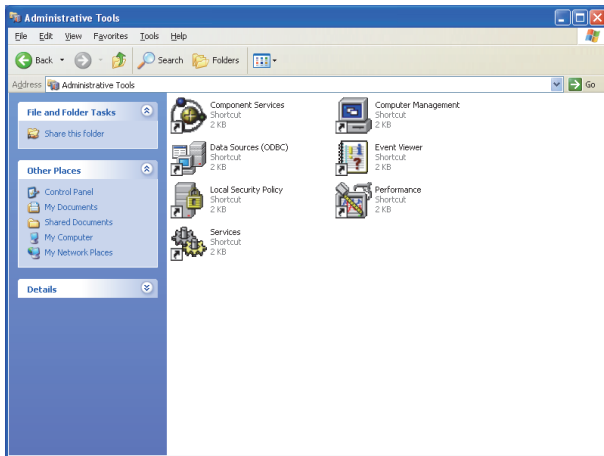 Administrative Tools
File Edit View Favorites Tools Help
Back Search Folders
Address Administrative Tools Go
File and Folder Tasks
Share this folder
Other Places
Control Panel
My Documents
Shared Documents
My Computer
My Network Places
Details
Component Services
Shortcut
2 KB
Computer Management
Shortcut
2 KB
Data Sources (ODBC)
Shortcut
2 KB
Event Viewer
Shortcut
2 KB
Local Security Policy
Shortcut
2 KB
Performance
Shortcut
2 KB
Services
Shortcut
2 KB